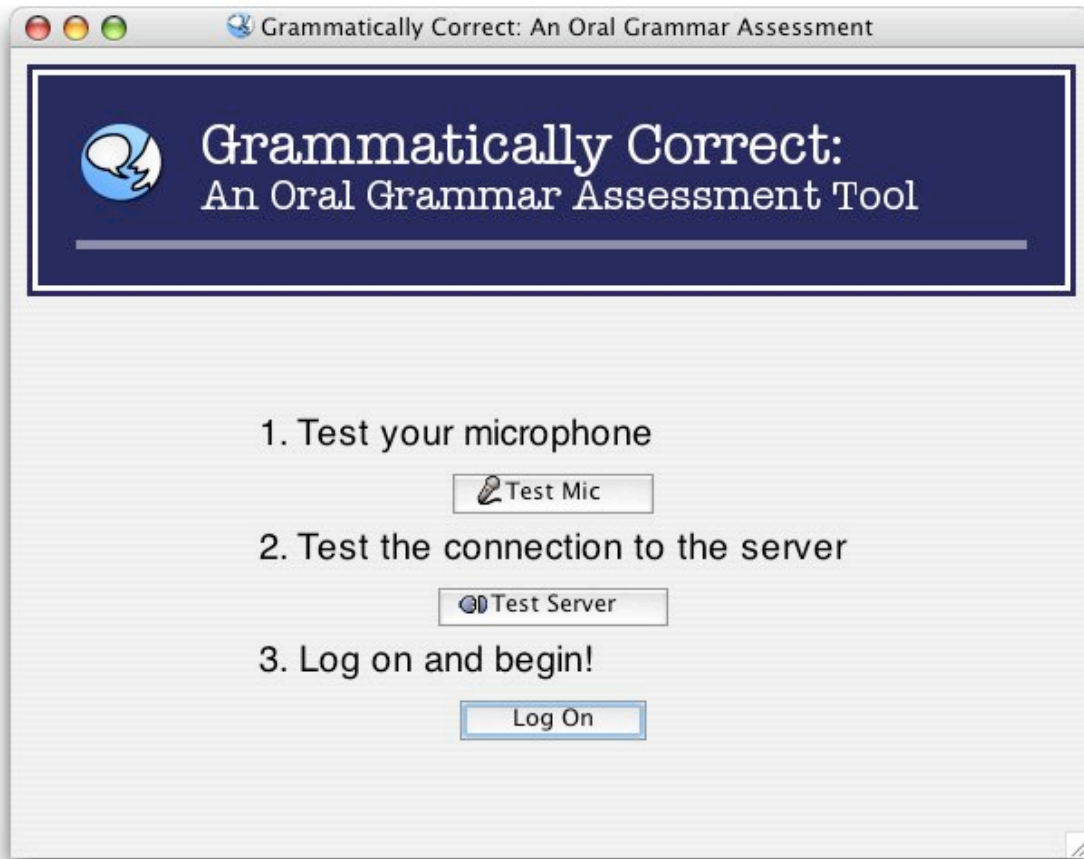 Grammatically Correct: An Oral Grammar Assessment
Grammatically Correct:
An Oral Grammar Assessment Tool
1. Test your microphone
Test Mic
2. Test the connection to the server
Test Server
3. Log on and begin!
Log On